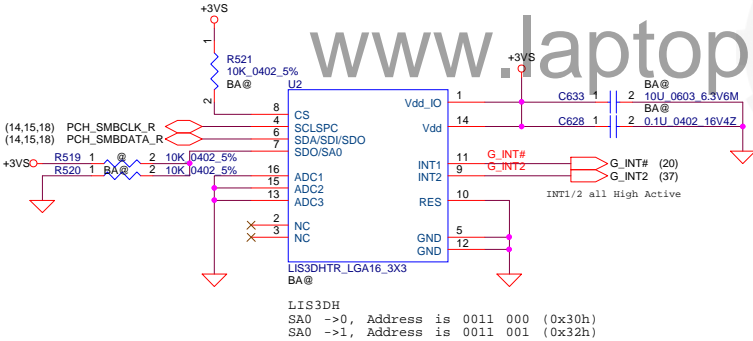 www.laptop
+3VS
1
R521
10K_0402_5%
BA@
2
+3VS
U2
8 CS
4 SCLSPC
6 SDA/SDI/SDO
7 SDO/SA0
16 ADC1
15 ADC2
13 ADC3
2 NC
3 NC
Vdd_IO 1
Vdd 14
INT1 11
INT2 9
RES 10
GND 5
GND 12
(14,15,18) PCH_SMBCLK_R
(14,15,18) PCH_SMBDATA_R
+3VS R519 1 @ 2 10K_0402_5%
R520 1 BA@ 2 10K_0402_5%
BA@
C633 1 2 10U_0603_6.3V6M
BA@
C628 1 2 0.1U_0402_16V4Z
G_INT# G_INT# (20)
G_INT2 G_INT2 (37)
INT1/2 all High Active
LIS3DHTR_LGA16_3X3
BA@
LIS3DH
SA0 ->0, Address is 0011 000 (0x30h)
SA0 ->1, Address is 0011 001 (0x32h)